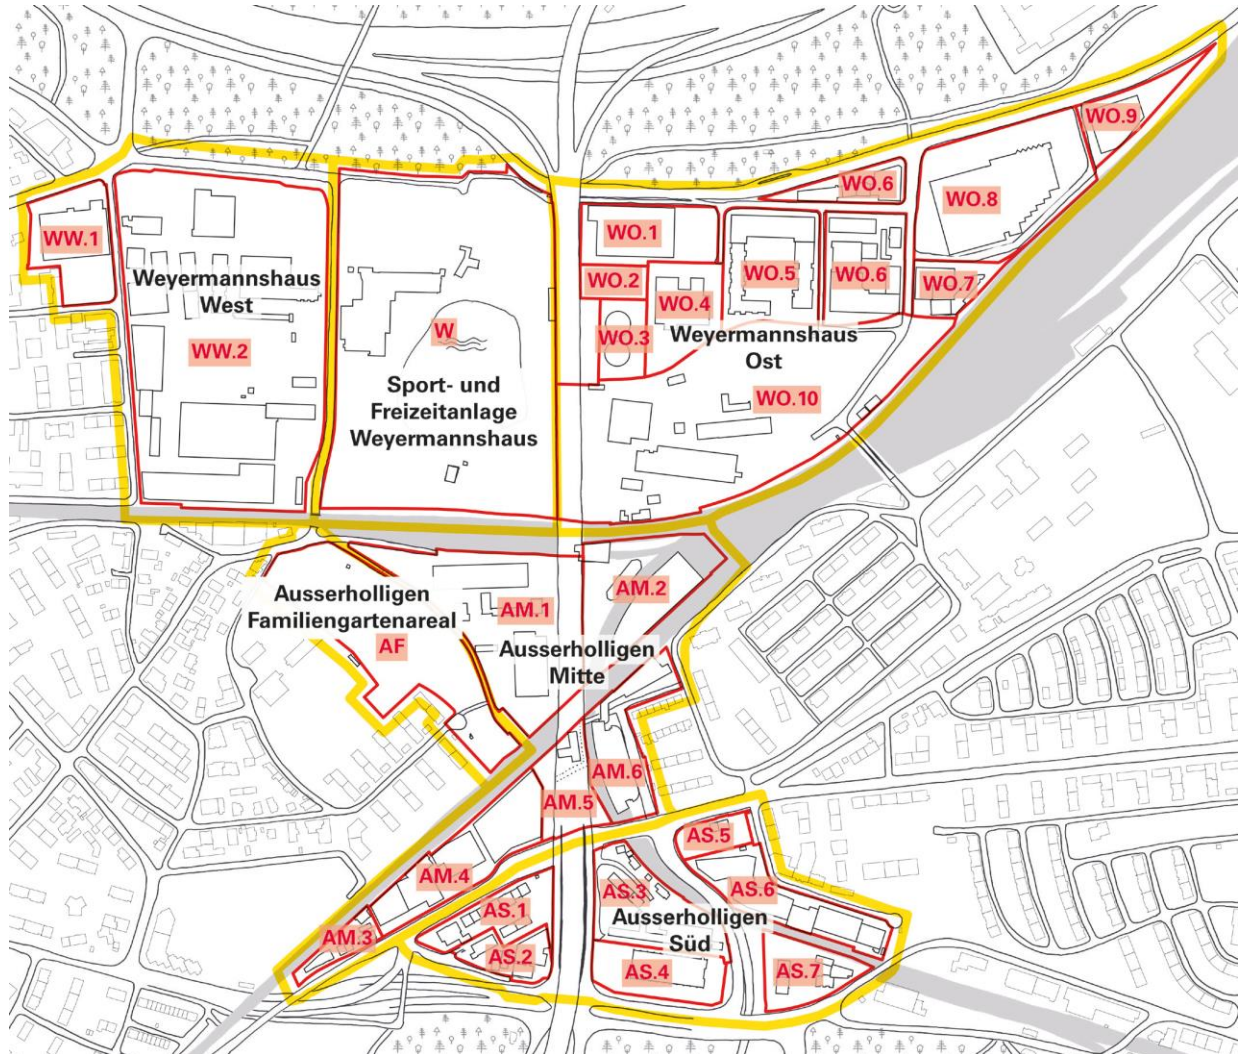 WO.9
WO.6
WO.8
WW.1
WO.1
WO.5
WO.6
WO.7
WO.2
WO.4
Weyermannshaus
West
W
WO.3
Weyermannshaus
Ost
WW.2
Sport- und
Freizeitanlage
Weyermannshaus
WO.10
Ausserholligen
Familiengartenareal
AF
AM.1
AM.2
Ausserholligen
Mitte
AM.6
AM.5
AS.5
AM.4
AS.6
AS.3
AS.1
Ausserholligen
Süd
AM.3
AS.2
AS.4
AS.7